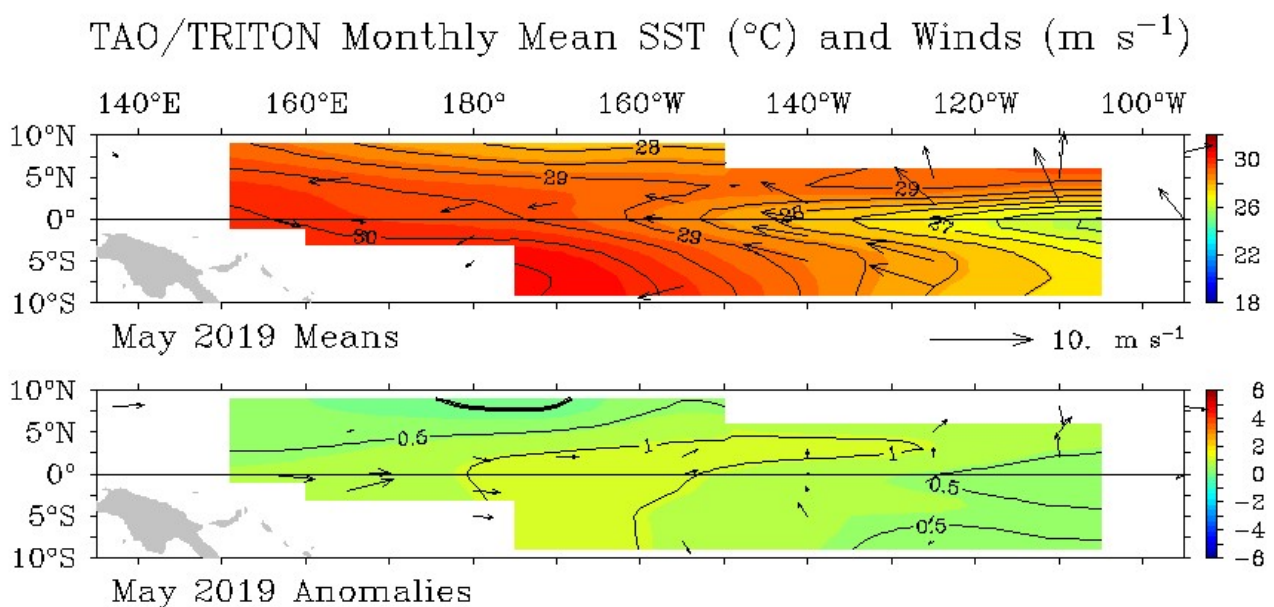 TAO/TRITON Monthly Mean SST (°C) and Winds (m s⁻¹)
140°E 160°E 180° 160°W 140°W 120°W 100°W
10°N
5°N
0°
5°S
10°S
28
29
29
28
27
30
29
30
26
22
18
May 2019 Means
10. m s⁻¹
10°N
5°N
0°
5°S
10°S
0.5
1
1
0.5
0.5
6
4
2
0
-2
-4
-6
May 2019 Anomalies